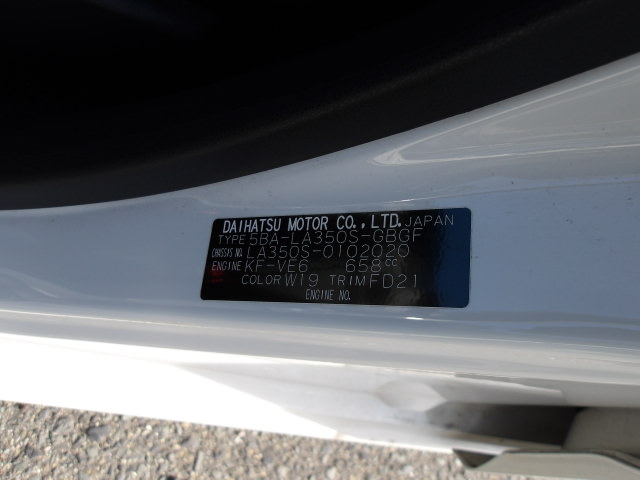 DAIHATSU MOTOR CO.,LTD. JAPAN
TYPE 5BA-LA350S-GBGF
CHASSIS NO. LA350S-0102020
ENGINE KF-VE6 658cc
COLOR W19 TRIM FD21
ENGINE NO.